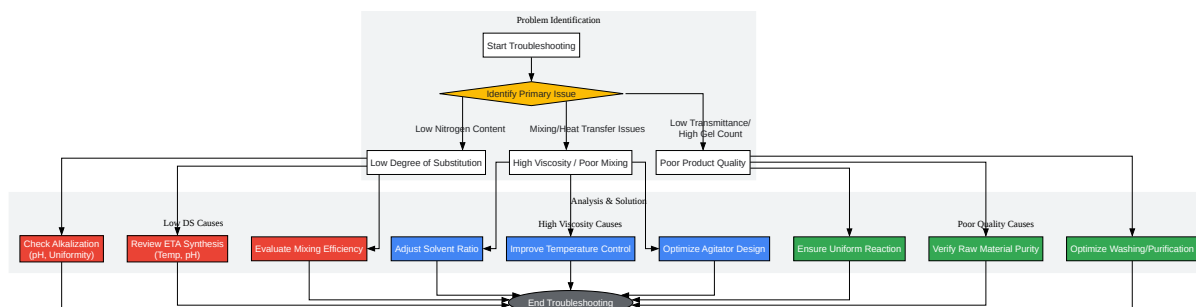 Problem Identification
Start Troubleshooting
Identify Primary Issue
Low Nitrogen Content
Mixing/Heat Transfer Issues
Low Transmittance/
High Gel Count
Low Degree of Substitution
High Viscosity / Poor Mixing
Poor Product Quality
Analysis & Solution
Low DS Causes
High Viscosity Causes
Poor Quality Causes
Check Alkalization
(pH, Uniformity)
Review ETA Synthesis
(Temp, pH)
Evaluate Mixing Efficiency
Adjust Solvent Ratio
Improve Temperature Control
Optimize Agitator Design
Ensure Uniform Reaction
Verify Raw Material Purity
Optimize Washing/Purification
End Troubleshooting